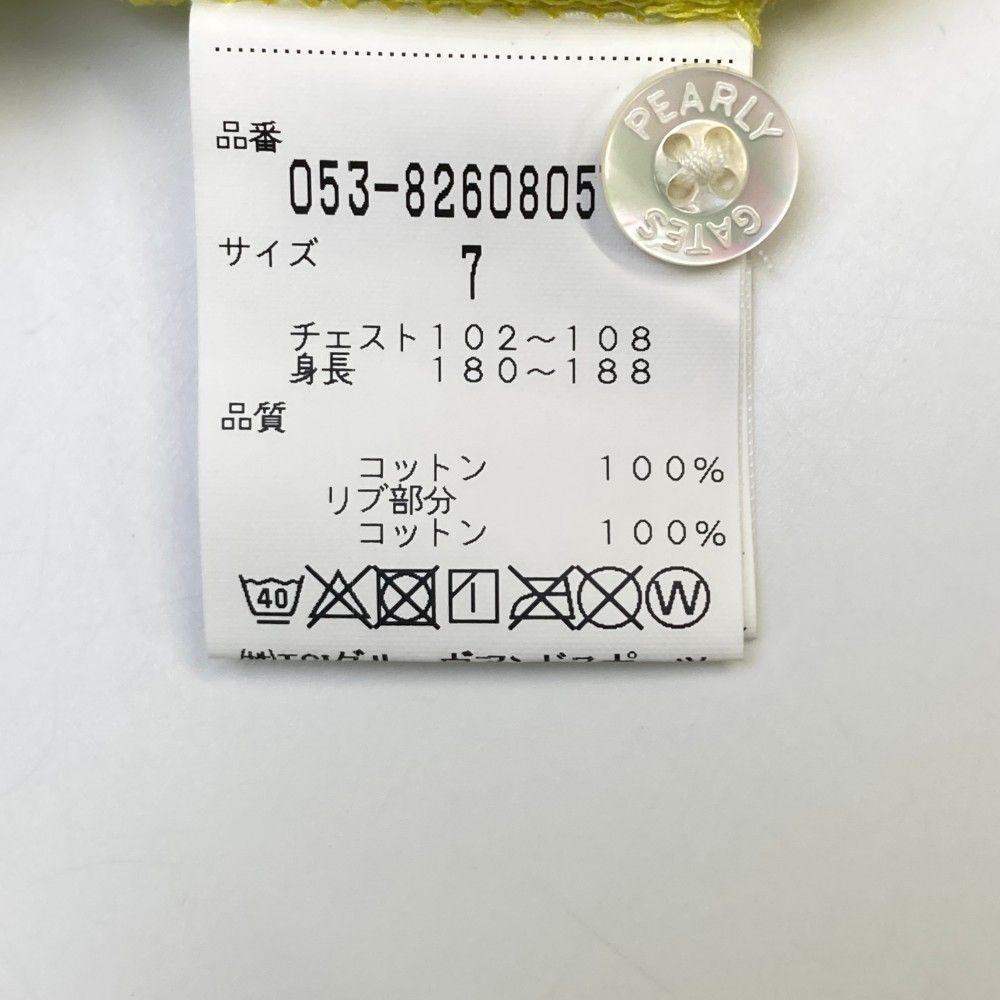 品番
053-8260805
PEARLY
GATES
サイズ
7
チェスト102〜108
身長 180〜188
品質
コットン 100%
リブ部分
コットン 100%
40
W